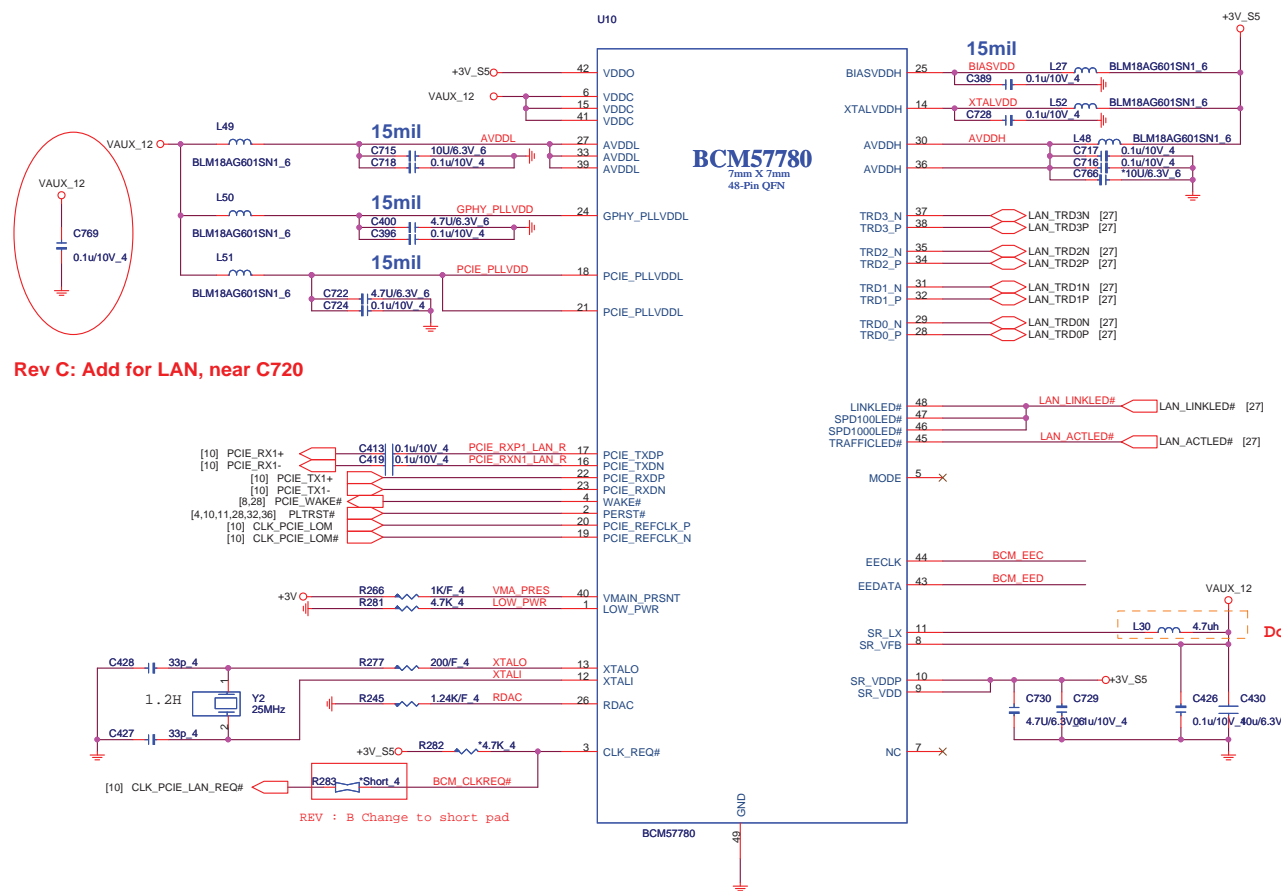 U10
+3V_S5
15mil
+3V_S5 42 VDDO
BIASVDDH 25 BIASVDD L27 BLM18AG601SN1_6
C389 0.1u/10V_4
VAUX_12 6 VDDC
15 VDDC
41 VDDC
XTALVDDH 14 XTALVDD L52 BLM18AG601SN1_6
C728 0.1u/10V_4
L49
VAUX_12
BLM18AG601SN1_6
15mil
AVDDL 27 AVDDL
C715 10U/6.3V_6 33 AVDDL
C718 0.1u/10V_4 39 AVDDL
BCM57780
7mm X 7mm
48-Pin QFN
AVDDH 30 AVDDH L48 BLM18AG601SN1_6
C717 0.1u/10V_4
C716 0.1u/10V_4
AVDDH 36 C766 *10U/6.3V_6
VAUX_12
C769
0.1u/10V_4
L50
BLM18AG601SN1_6
15mil
GPHY_PLLVDD 24 GPHY_PLLVDDL
C400 4.7U/6.3V_6
C396 0.1u/10V_4
L51
BLM18AG601SN1_6
15mil
PCIE_PLLVDD 18 PCIE_PLLVDDL
C722 4.7U/6.3V_6
C724 0.1u/10V_4
21 PCIE_PLLVDDL
TRD3_N 37 LAN_TRD3N [27]
TRD3_P 38 LAN_TRD3P [27]
TRD2_N 35 LAN_TRD2N [27]
TRD2_P 34 LAN_TRD2P [27]
TRD1_N 31 LAN_TRD1N [27]
TRD1_P 32 LAN_TRD1P [27]
TRD0_N 29 LAN_TRD0N [27]
TRD0_P 28 LAN_TRD0P [27]
Rev C: Add for LAN, near C720
LINKLED# 48 LAN_LINKLED# LAN_LINKLED# [27]
SPD100LED# 47
SPD1000LED# 46
TRAFFICLED# 45 LAN_ACTLED# LAN_ACTLED# [27]
MODE 5
[10] PCIE_RX1+ C413 0.1u/10V_4 PCIE_RXP1_LAN_R 17 PCIE_TXDP
[10] PCIE_RX1- C419 0.1u/10V_4 PCIE_RXN1_LAN_R 16 PCIE_TXDN
[10] PCIE_TX1+ 22 PCIE_RXDP
[10] PCIE_TX1- 23 PCIE_RXDN
[8,28] PCIE_WAKE# 4 WAKE#
[4,10,11,28,32,36] PLTRST# 2 PERST#
[10] CLK_PCIE_LOM 20 PCIE_REFCLK_P
[10] CLK_PCIE_LOM# 19 PCIE_REFCLK_N
EECLK 44 BCM_EEC
EEDATA 43 BCM_EED
+3V R266 1K/F_4 VMA_PRES 40 VMAIN_PRSNT
R281 4.7K_4 LOW_PWR 1 LOW_PWR
VAUX_12
SR_LX 11 L30 4.7uh Do
SR_VFB 8
C428 33p_4 R277 200/F_4 XTALO 13 XTALO
XTALI 12 XTALI
1.2H 1 2 Y2
25MHz
R245 1.24K/F_4 RDAC 26 RDAC
C427 33p_4
SR_VDDP 10 +3V_S5
SR_VDD 9
C730 C729 C426 C430
4.7U/6.3V_6 0.1u/10V_4 0.1u/10V_4
+3V_S5 R282 *4.7K_4 3 CLK_REQ#
NC 7
[10] CLK_PCIE_LAN_REQ# R283 *Short_4 BCM_CLKREQ#
REV : B Change to short pad
GND
49
BCM57780